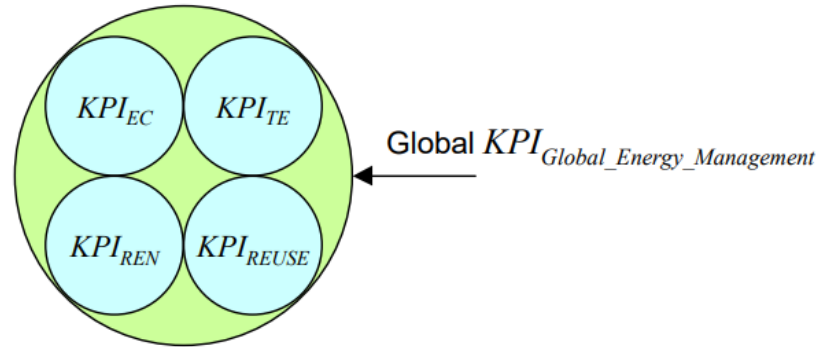 KPI_EC KPI_TE
Global KPI_Global_Energy_Management
KPI_REN KPI_REUSE